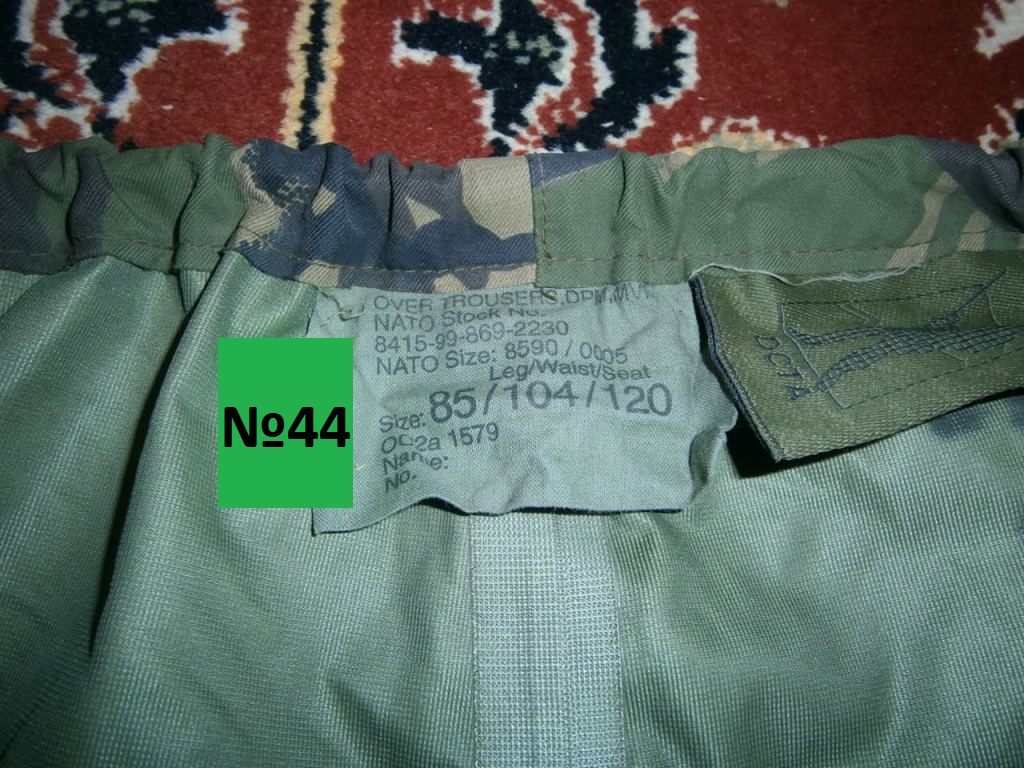 OVER TROUSERS, DPM, MVP
NATO Stock No.
8415-99-869-2230
NATO Size: 8590 / 0005
Leg/Waist/Seat
Size: 85/104/120
1579
Name:
No.
№44
DC7A